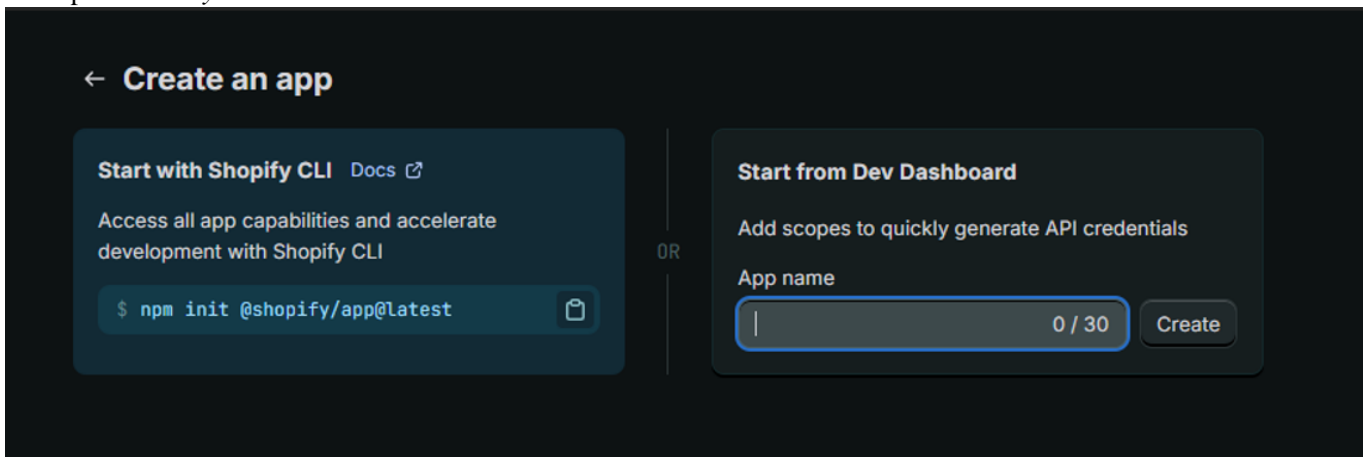 ← Create an app
Start with Shopify CLI Docs
Access all app capabilities and accelerate
development with Shopify CLI
$ npm init @shopify/app@latest
OR
Start from Dev Dashboard
Add scopes to quickly generate API credentials
App name
0 / 30 Create